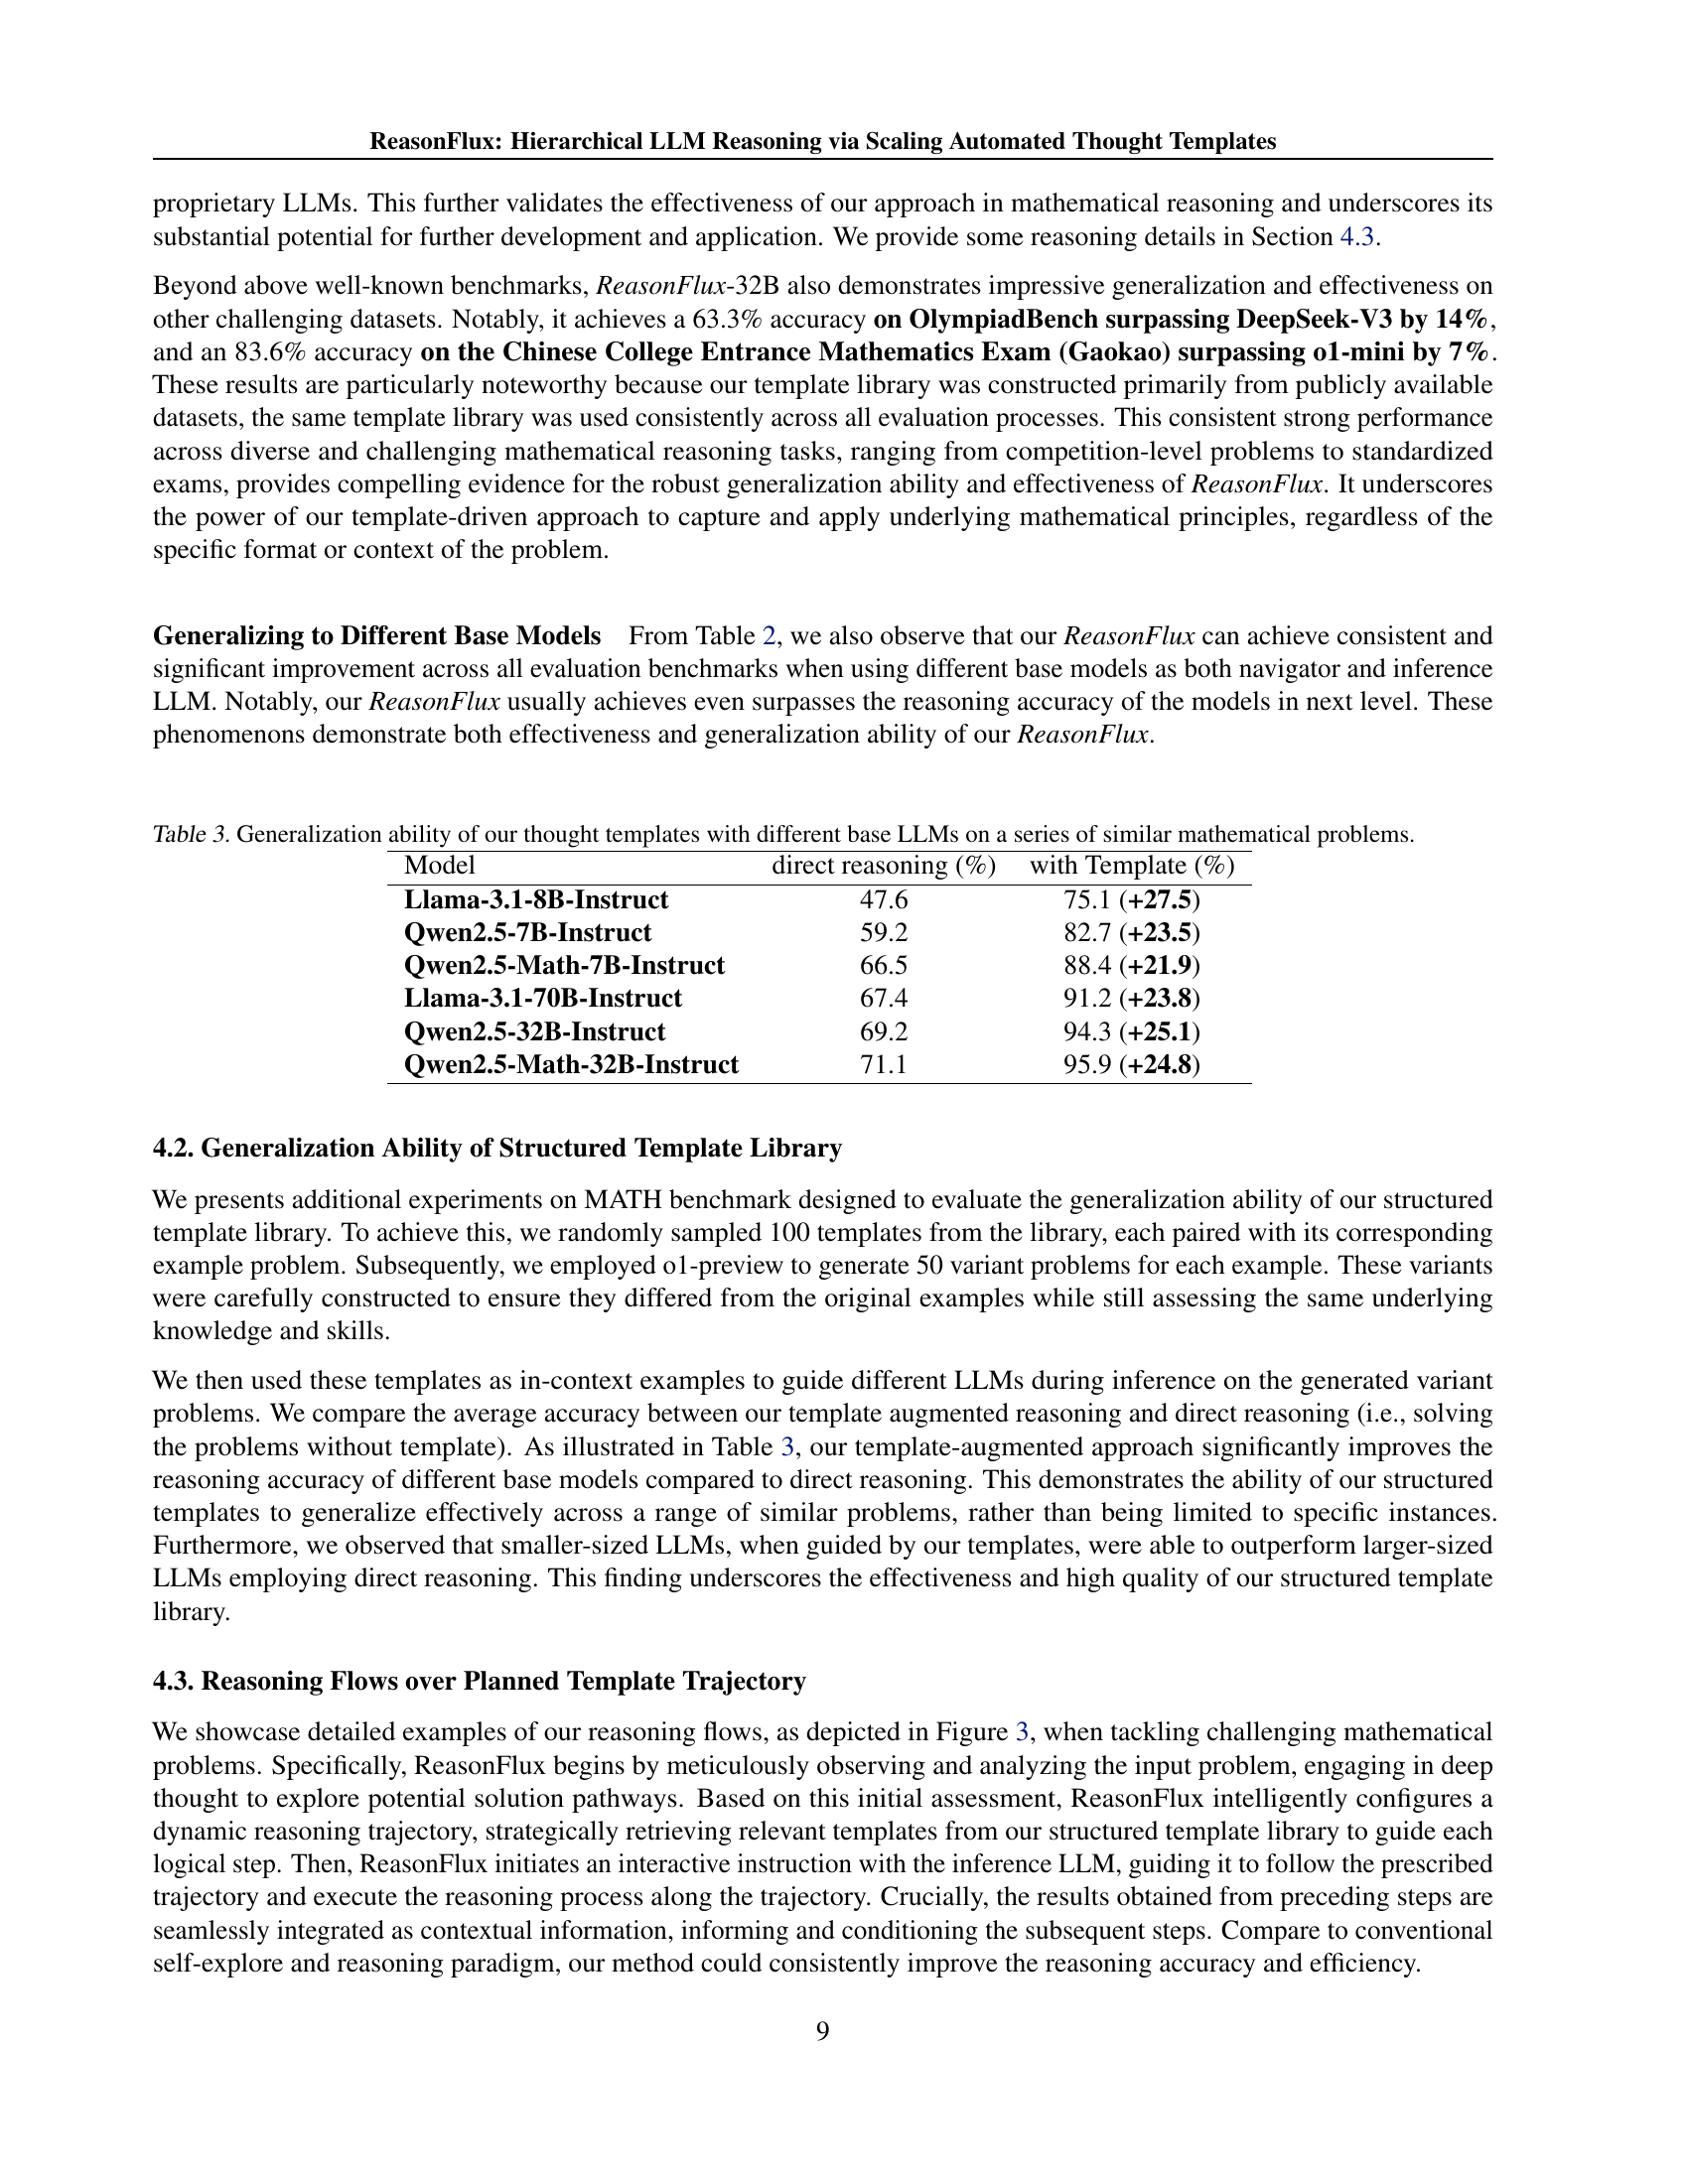 ReasonFlux: Hierarchical LLM Reasoning via Scaling Automated Thought Templates
proprietary LLMs. This further validates the effectiveness of our approach in mathematical reasoning and underscores its
substantial potential for further development and application. We provide some reasoning details in Section 4.3.
Beyond above well-known benchmarks, ReasonFlux-32B also demonstrates impressive generalization and effectiveness on
other challenging datasets. Notably, it achieves a 63.3% accuracy on OlympiadBench surpassing DeepSeek-V3 by 14%,
and an 83.6% accuracy on the Chinese College Entrance Mathematics Exam (Gaokao) surpassing o1-mini by 7%.
These results are particularly noteworthy because our template library was constructed primarily from publicly available
datasets, the same template library was used consistently across all evaluation processes. This consistent strong performance
across diverse and challenging mathematical reasoning tasks, ranging from competition-level problems to standardized
exams, provides compelling evidence for the robust generalization ability and effectiveness of ReasonFlux. It underscores
the power of our template-driven approach to capture and apply underlying mathematical principles, regardless of the
specific format or context of the problem.
Generalizing to Different Base Models From Table 2, we also observe that our ReasonFlux can achieve consistent and
significant improvement across all evaluation benchmarks when using different base models as both navigator and inference
LLM. Notably, our ReasonFlux usually achieves even surpasses the reasoning accuracy of the models in next level. These
phenomenons demonstrate both effectiveness and generalization ability of our ReasonFlux.
Table 3. Generalization ability of our thought templates with different base LLMs on a series of similar mathematical problems.
Model direct reasoning (%) with Template (%)
Llama-3.1-8B-Instruct 47.6 75.1 (+27.5)
Qwen2.5-7B-Instruct 59.2 82.7 (+23.5)
Qwen2.5-Math-7B-Instruct 66.5 88.4 (+21.9)
Llama-3.1-70B-Instruct 67.4 91.2 (+23.8)
Qwen2.5-32B-Instruct 69.2 94.3 (+25.1)
Qwen2.5-Math-32B-Instruct 71.1 95.9 (+24.8)
4.2. Generalization Ability of Structured Template Library
We presents additional experiments on MATH benchmark designed to evaluate the generalization ability of our structured
template library. To achieve this, we randomly sampled 100 templates from the library, each paired with its corresponding
example problem. Subsequently, we employed o1-preview to generate 50 variant problems for each example. These variants
were carefully constructed to ensure they differed from the original examples while still assessing the same underlying
knowledge and skills.
We then used these templates as in-context examples to guide different LLMs during inference on the generated variant
problems. We compare the average accuracy between our template augmented reasoning and direct reasoning (i.e., solving
the problems without template). As illustrated in Table 3, our template-augmented approach significantly improves the
reasoning accuracy of different base models compared to direct reasoning. This demonstrates the ability of our structured
templates to generalize effectively across a range of similar problems, rather than being limited to specific instances.
Furthermore, we observed that smaller-sized LLMs, when guided by our templates, were able to outperform larger-sized
LLMs employing direct reasoning. This finding underscores the effectiveness and high quality of our structured template
library.
4.3. Reasoning Flows over Planned Template Trajectory
We showcase detailed examples of our reasoning flows, as depicted in Figure 3, when tackling challenging mathematical
problems. Specifically, ReasonFlux begins by meticulously observing and analyzing the input problem, engaging in deep
thought to explore potential solution pathways. Based on this initial assessment, ReasonFlux intelligently configures a
dynamic reasoning trajectory, strategically retrieving relevant templates from our structured template library to guide each
logical step. Then, ReasonFlux initiates an interactive instruction with the inference LLM, guiding it to follow the prescribed
trajectory and execute the reasoning process along the trajectory. Crucially, the results obtained from preceding steps are
seamlessly integrated as contextual information, informing and conditioning the subsequent steps. Compare to conventional
self-explore and reasoning paradigm, our method could consistently improve the reasoning accuracy and efficiency.
9